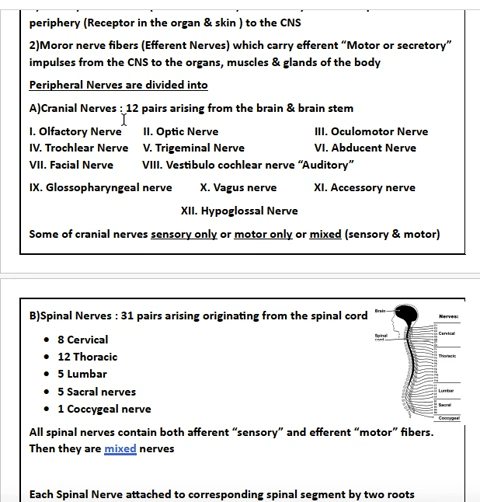 periphery (Receptor in the organ & skin ) to the CNS
2)Moror nerve fibers (Efferent Nerves) which carry efferent “Motor or secretory”
impulses from the CNS to the organs, muscles & glands of the body
Peripheral Nerves are divided into
A)Cranial Nerves : 12 pairs arising from the brain & brain stem
I. Olfactory Nerve II. Optic Nerve III. Oculomotor Nerve
IV. Trochlear Nerve V. Trigeminal Nerve VI. Abducent Nerve
VII. Facial Nerve VIII. Vestibulo cochlear nerve “Auditory”
IX. Glossopharyngeal nerve X. Vagus nerve XI. Accessory nerve
XII. Hypoglossal Nerve
Some of cranial nerves sensory only or motor only or mixed (sensory & motor)
B)Spinal Nerves : 31 pairs arising originating from the spinal cord
• 8 Cervical
• 12 Thoracic
• 5 Lumbar
• 5 Sacral nerves
• 1 Coccygeal nerve
Brain
Spinal cord
Nerves:
Cervical
Thoracic
Lumbar
Sacral
Coccygeal
All spinal nerves contain both afferent “sensory” and efferent “motor” fibers.
Then they are mixed nerves
Each Spinal Nerve attached to corresponding spinal segment by two roots